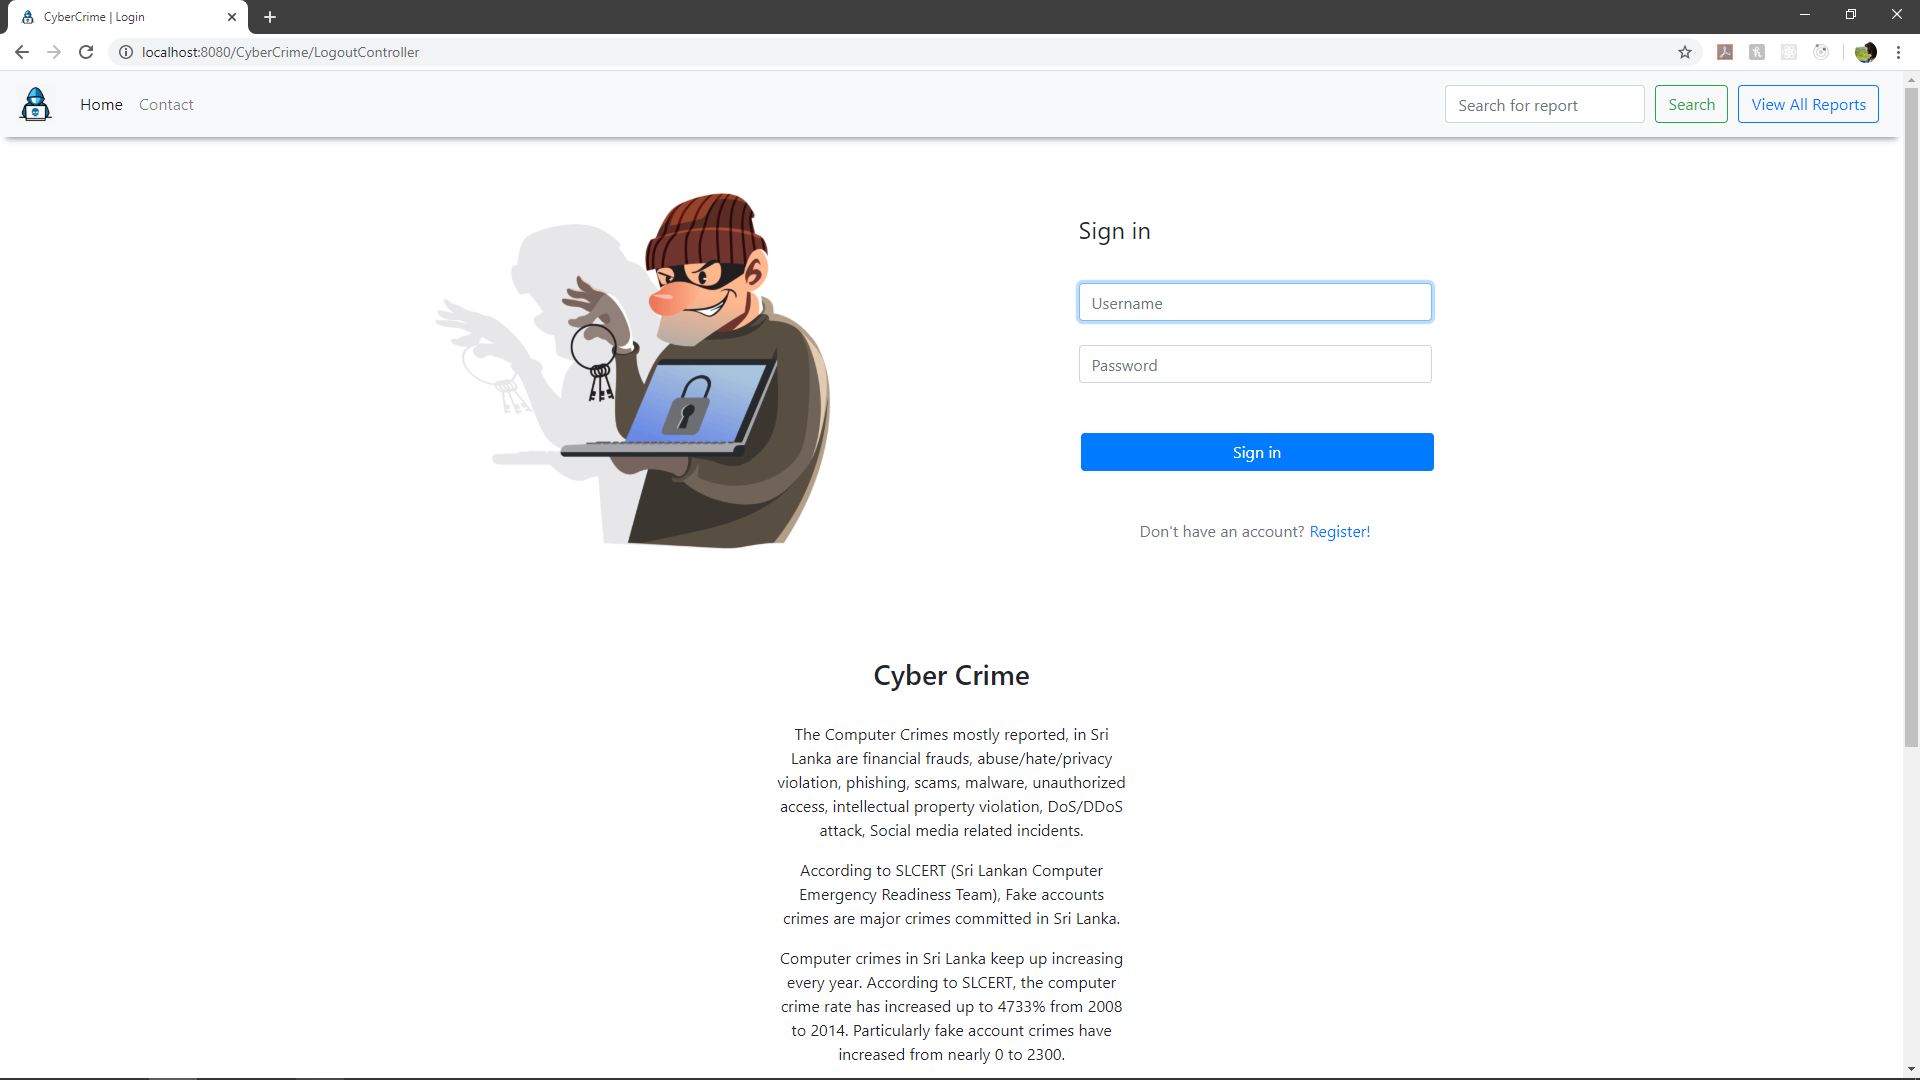 CyberCrime | Login
localhost:8080/CyberCrime/LogoutController
Home Contact Search for report Search View All Reports
Sign in
Username
Password
Sign in
Don't have an account? Register!
Cyber Crime
The Computer Crimes mostly reported, in Sri
Lanka are financial frauds, abuse/hate/privacy
violation, phishing, scams, malware, unauthorized
access, intellectual property violation, DoS/DDoS
attack, Social media related incidents.
According to SLCERT (Sri Lankan Computer
Emergency Readiness Team), Fake accounts
crimes are major crimes committed in Sri Lanka.
Computer crimes in Sri Lanka keep up increasing
every year. According to SLCERT, the computer
crime rate has increased up to 4733% from 2008
to 2014. Particularly fake account crimes have
increased from nearly 0 to 2300.